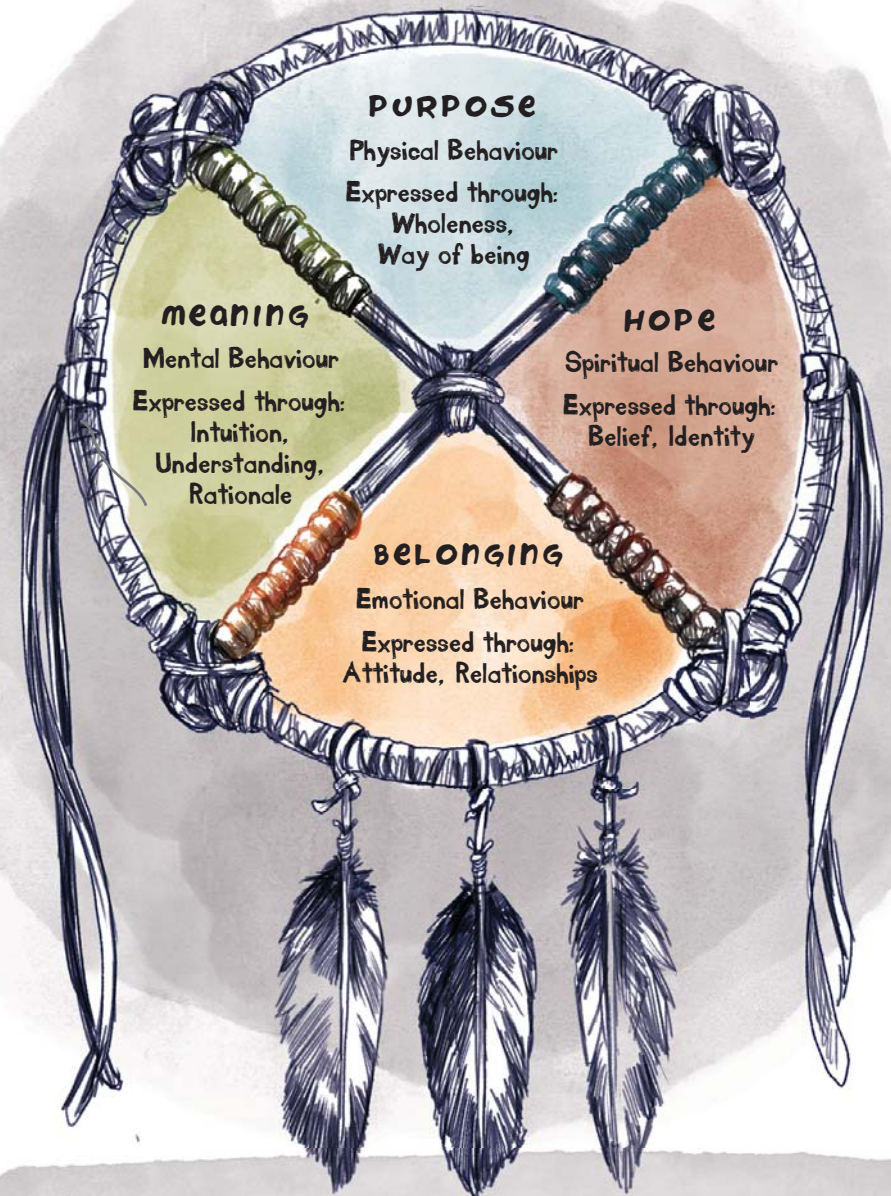 PURPOSE
Physical Behaviour
Expressed through:
Wholeness,
Way of being
meaning
Mental Behaviour
Expressed through:
Intuition,
Understanding,
Rationale
HOPE
Spiritual Behaviour
Expressed through:
Belief, Identity
BELONGING
Emotional Behaviour
Expressed through:
Attitude, Relationships